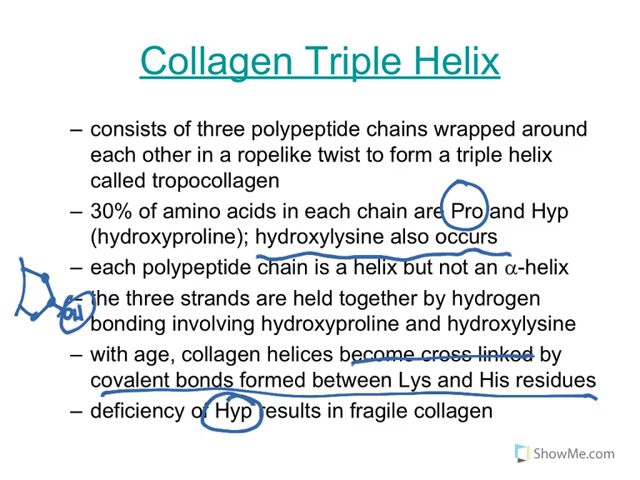 Collagen Triple Helix
– consists of three polypeptide chains wrapped around
each other in a ropelike twist to form a triple helix
called tropocollagen
– 30% of amino acids in each chain are Pro and Hyp
(hydroxyproline); hydroxylysine also occurs
– each polypeptide chain is a helix but not an α-helix
– the three strands are held together by hydrogen
OH
bonding involving hydroxyproline and hydroxylysine
– with age, collagen helices become cross linked by
covalent bonds formed between Lys and His residues
– deficiency of Hyp results in fragile collagen
ShowMe.com